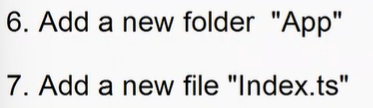 6. Add a new folder  "App"
7. Add a new file "Index.ts"